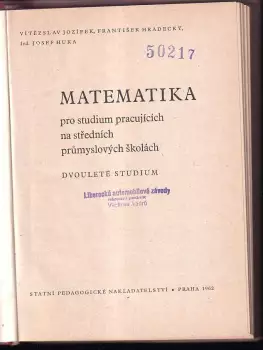 VÍTĚZSLAV JOZÍFEK, FRANTIŠEK HRADECKÝ,
Inž. JOSEF HUKA
50217
MATEMATIKA
pro studium pracujících
na středních
průmyslových školách
DVOULETÉ STUDIUM
Liberecké automobilové závody
STÁTNÍ PEDAGOGICKÉ NAKLADATELSTVÍ • PRAHA 1962